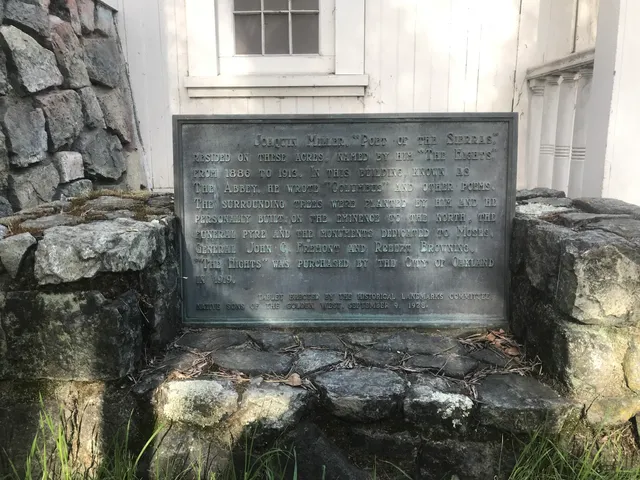 JOAQUIN MILLER, "POET OF THE SIERRAS"
RESIDED ON THESE ACRES, NAMED BY HIM "THE HIGHTS"
FROM 1886 TO 1913. IN THIS BUILDING, KNOWN AS
THE ABBEY, HE WROTE "COLUMBUS" AND OTHER POEMS.
THE SURROUNDING TREES WERE PLANTED BY HIM AND HE
PERSONALLY BUILT, ON THE EMINENCE TO THE NORTH, THE
FUNERAL PYRE AND THE MONUMENTS DEDICATED TO MOSES,
GENERAL JOHN C. FREMONT AND ROBERT BROWNING.
"THE HIGHTS" WAS PURCHASED BY THE CITY OF OAKLAND
IN 1919.
TABLET ERECTED BY THE HISTORICAL LANDMARKS COMMITTEE
NATIVE SONS OF THE GOLDEN WEST, SEPTEMBER 9, 1928.